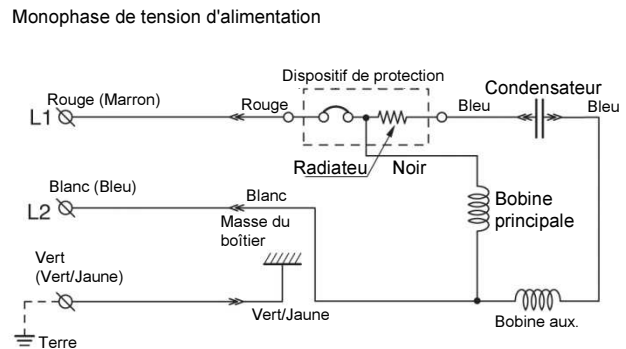 Monophase de tension d'alimentation
Dispositif de protection
Condensateur
Rouge (Marron)
Rouge
Bleu
Bleu
L1
Radiateu
Noir
Blanc (Bleu)
Blanc
L2
Bobine
principale
Masse du
boîtier
Vert
(Vert/Jaune)
Vert/Jaune
Bobine aux.
Terre